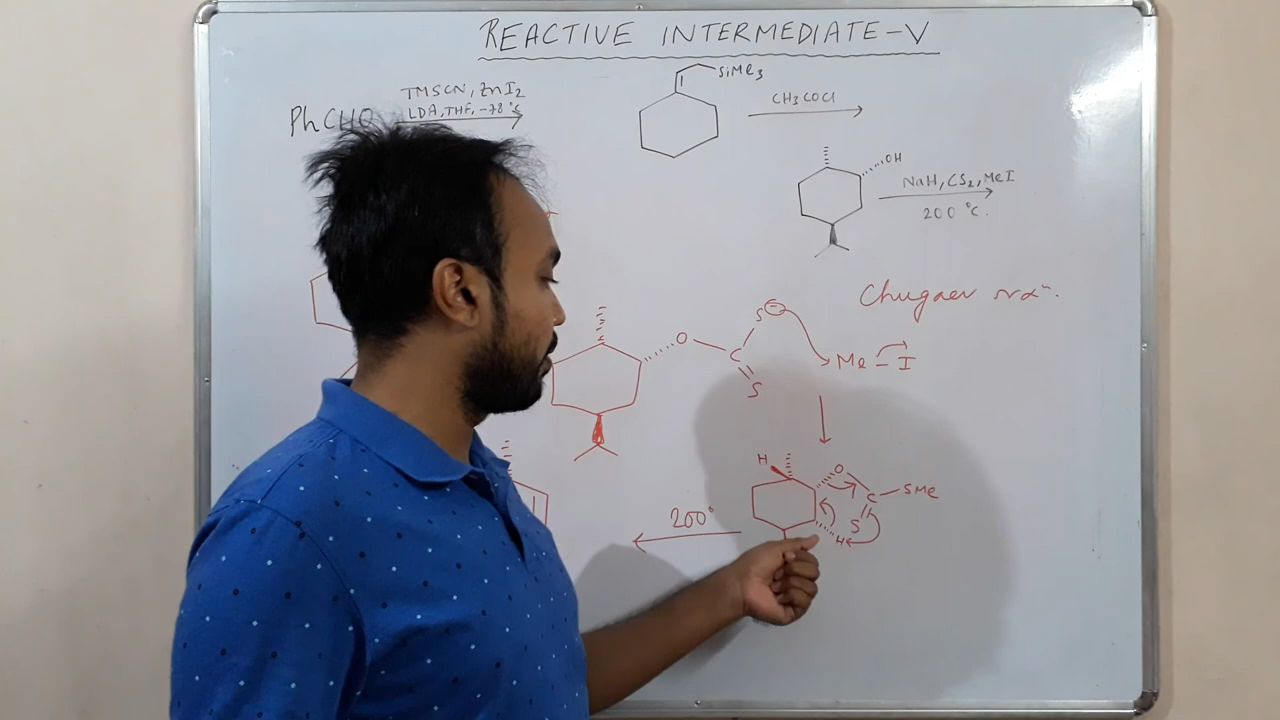 REACTIVE INTERMEDIATE-V
TMSCN, ZnI2
PhCHO
LDA, THF, -78 °C
SiMe3
CH3COCl
OH
NaH, CS2, MeI
200 °C.
Chugaev rxn.
O
S⊖
C
S
Me-I
H
O
C-SMe
S
H
200°